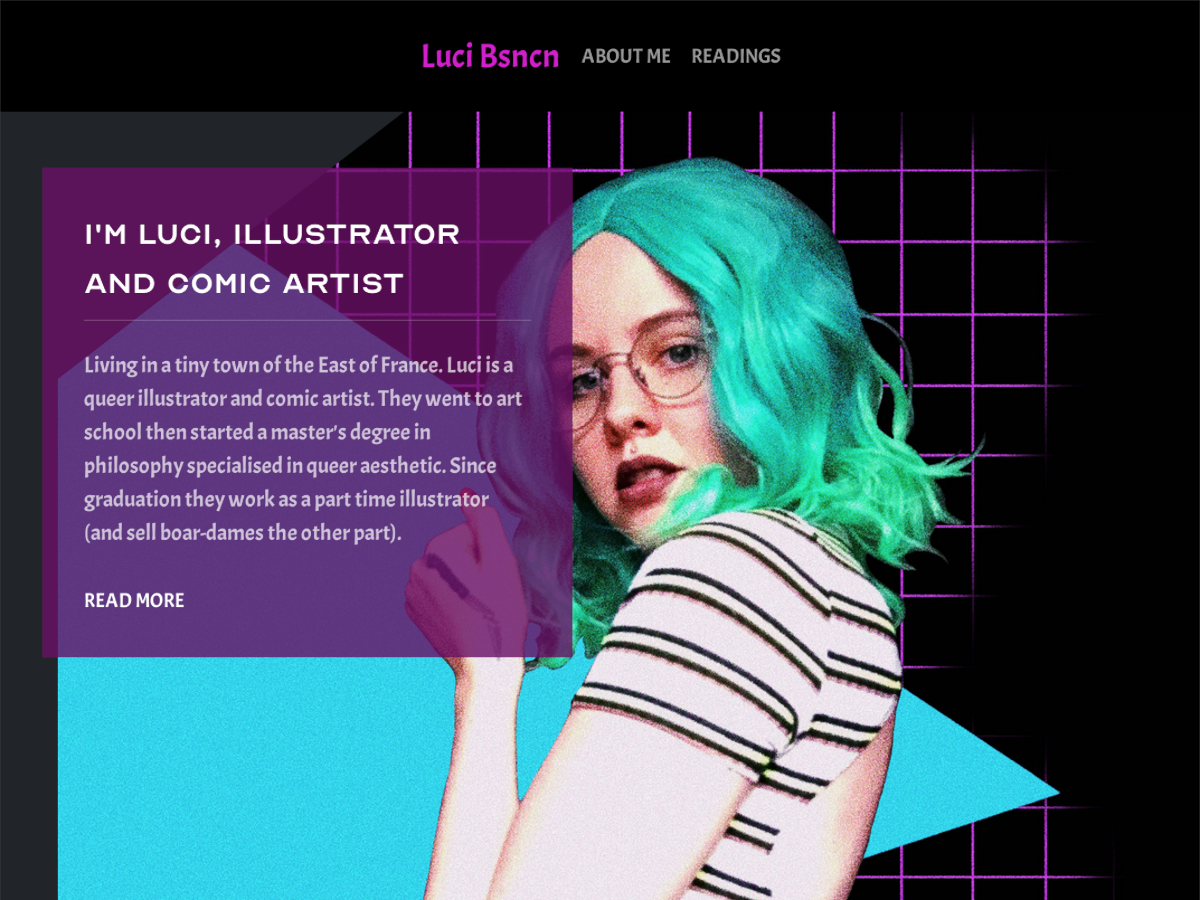 Luci Bsncn ABOUT ME READINGS
I'M LUCI, ILLUSTRATOR
AND COMIC ARTIST
Living in a tiny town of the East of France. Luci is a
queer illustrator and comic artist. They went to art
school then started a master's degree in
philosophy specialised in queer aesthetic. Since
graduation they work as a part time illustrator
(and sell boar-dames the other part).
READ MORE